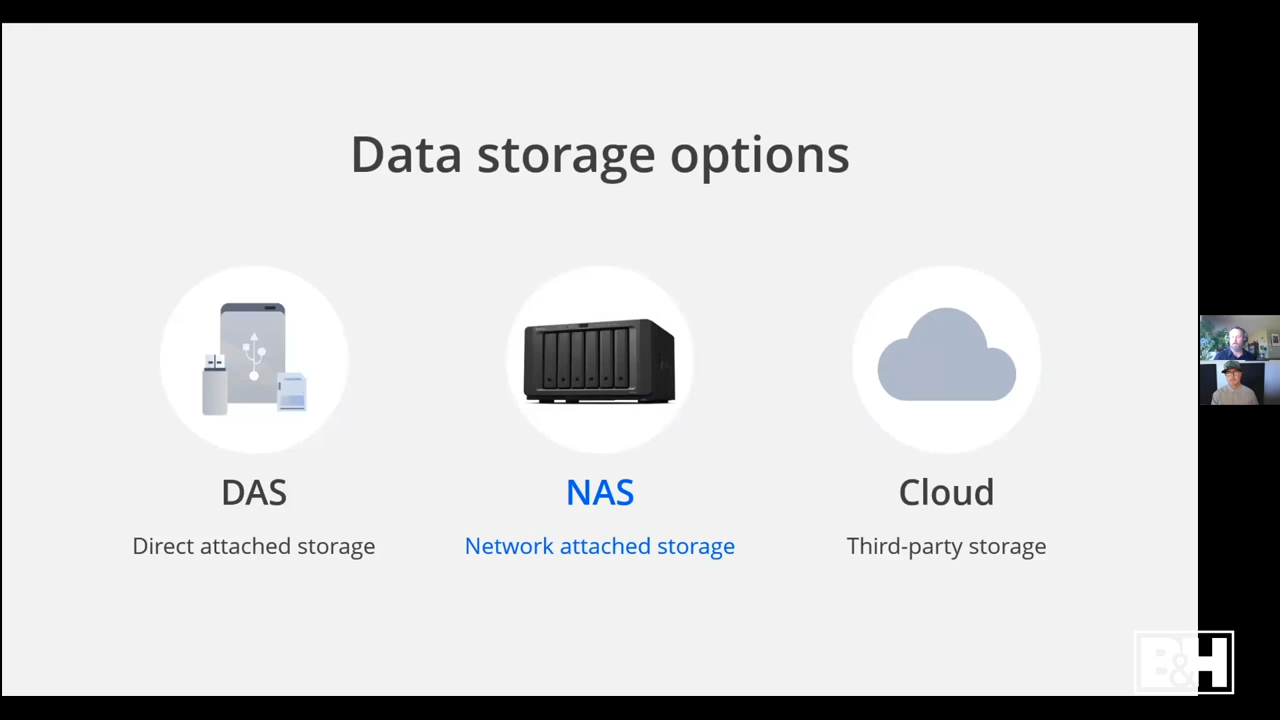 Data storage options
DAS
NAS
Cloud
Direct attached storage
Network attached storage
Third-party storage
B&H